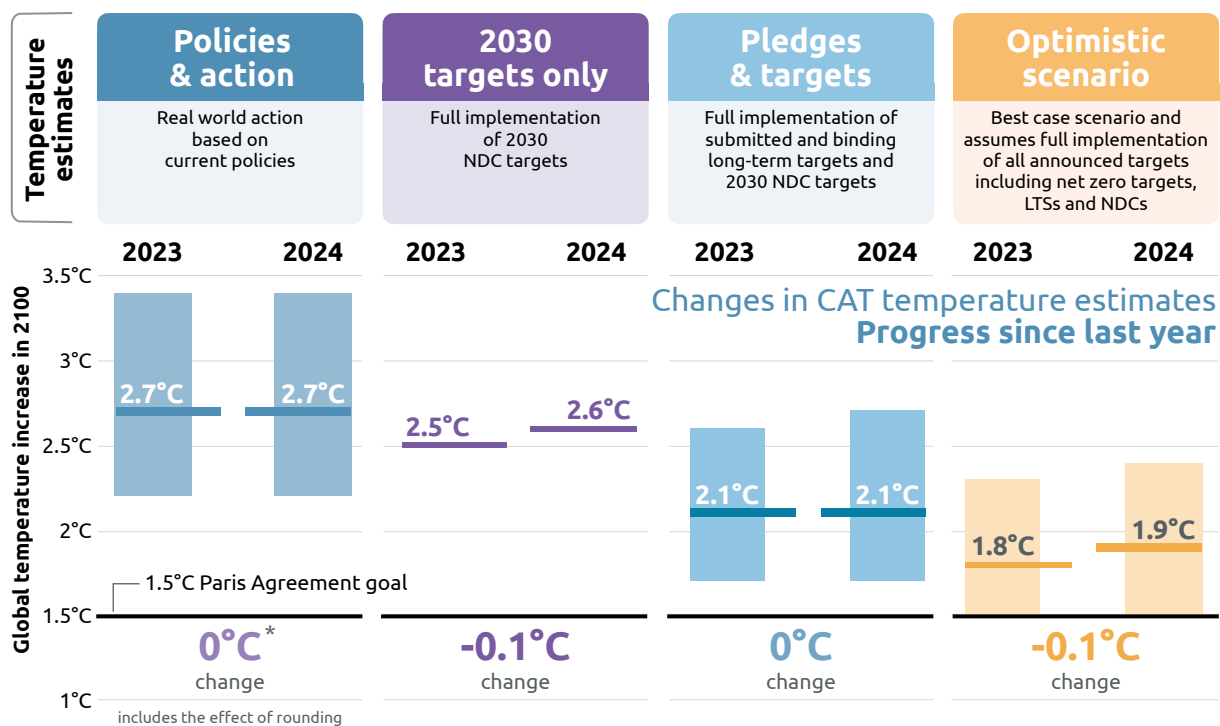 Temperature
estimates
Policies
& action
Real world action
based on
current policies
2030
targets only
Full implementation
of 2030
NDC targets
Pledges
& targets
Full implementation of
submitted and binding
long-term targets and
2030 NDC targets
Optimistic
scenario
Best case scenario and
assumes full implementation
of all announced targets
including net zero targets,
LTSs and NDCs
2023 2024 2023 2024 2023 2024 2023 2024
Changes in CAT temperature estimates
Progress since last year
Global temperature increase in 2100
3.5°C
3°C
2.5°C
2°C
1.5°C
1°C
2.7°C 2.7°C
2.5°C 2.6°C
2.1°C 2.1°C
1.8°C 1.9°C
1.5°C Paris Agreement goal
0°C*
change
-0.1°C
change
0°C
change
-0.1°C
change
includes the effect of rounding